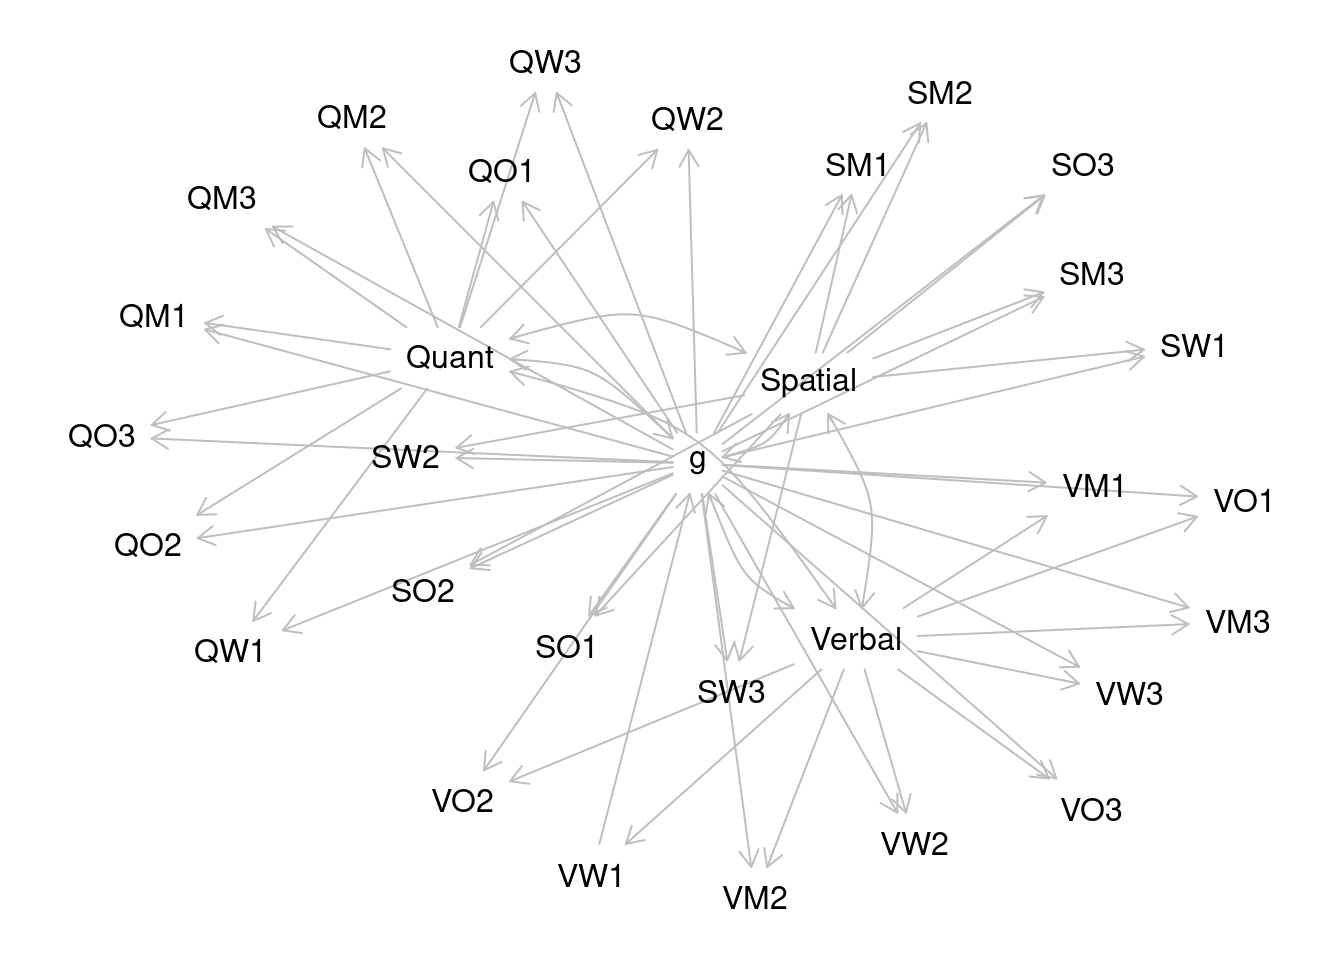 QW3
SM2
QM2
QW2
QO1
SM1
SO3
QM3
SM3
QM1
SW1
Quant
Spatial
QO3
SW2
g
VM1
VO1
QO2
SO2
VM3
Verbal
SO1
QW1
SW3
VW3
VO2
VO3
VW2
VW1
VM2